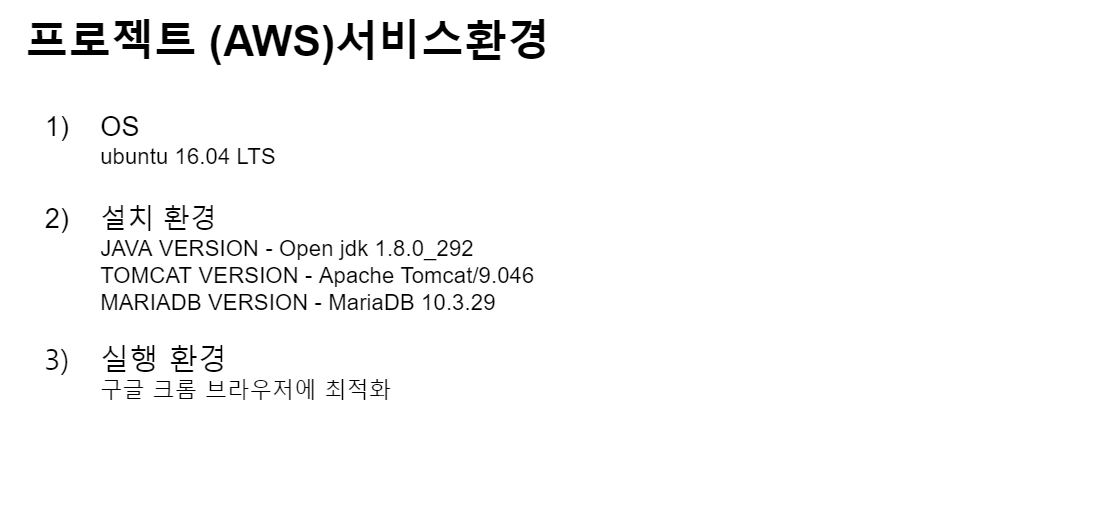 프로젝트 (AWS)서비스환경
1) OS
ubuntu 16.04 LTS
2) 설치 환경
JAVA VERSION - Open jdk 1.8.0_292
TOMCAT VERSION - Apache Tomcat/9.046
MARIADB VERSION - MariaDB 10.3.29
3) 실행 환경
구글 크롬 브라우저에 최적화